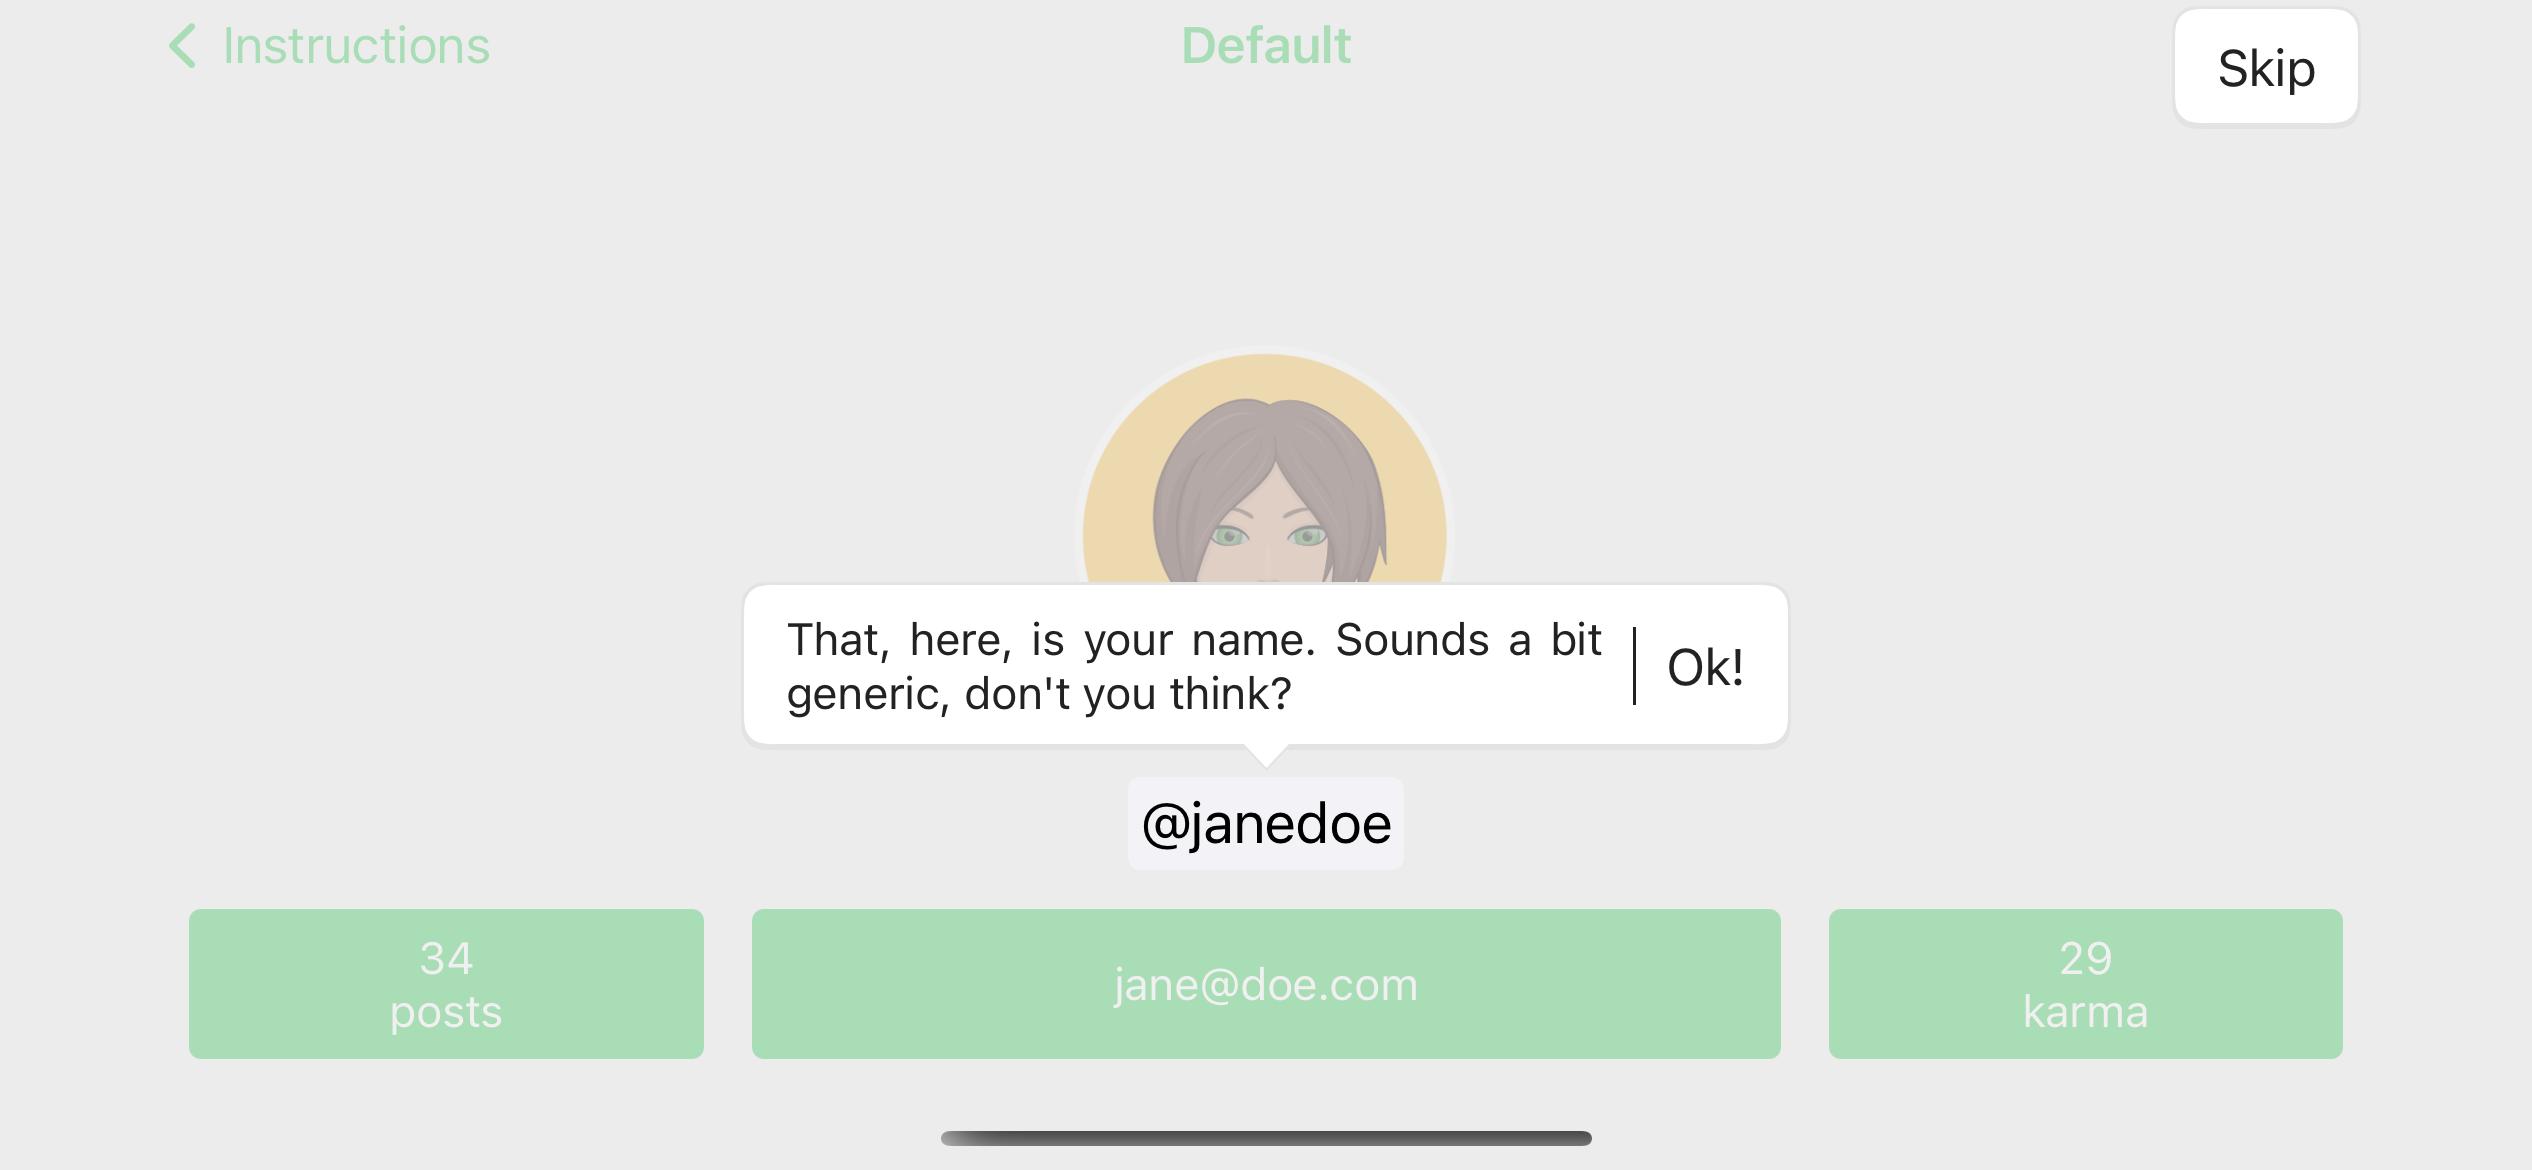 Instructions
Default
Skip
That, here, is your name. Sounds a bit
generic, don't you think?
Ok!
@janedoe
34
posts
jane@doe.com
29
karma